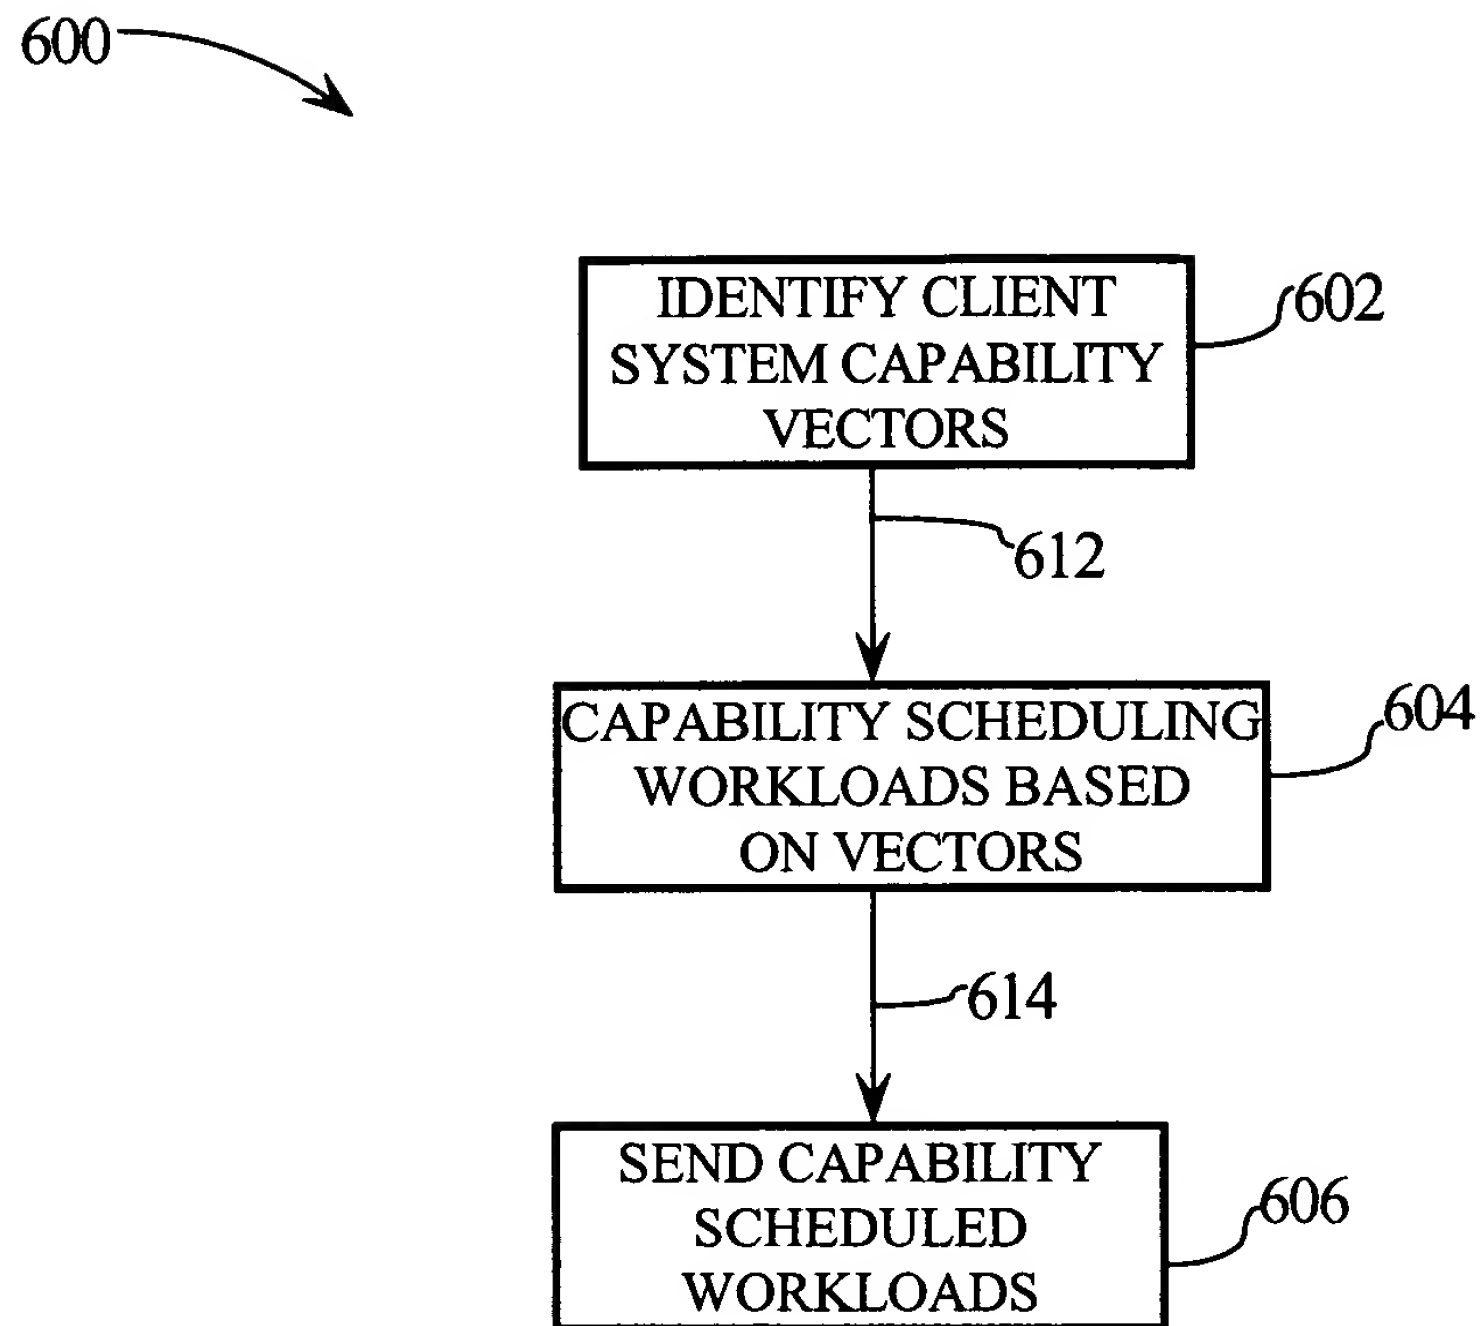 600
IDENTIFY CLIENT
SYSTEM CAPABILITY
VECTORS
602
612
CAPABILITY SCHEDULING
WORKLOADS BASED
ON VECTORS
604
614
SEND CAPABILITY
SCHEDULED
WORKLOADS
606